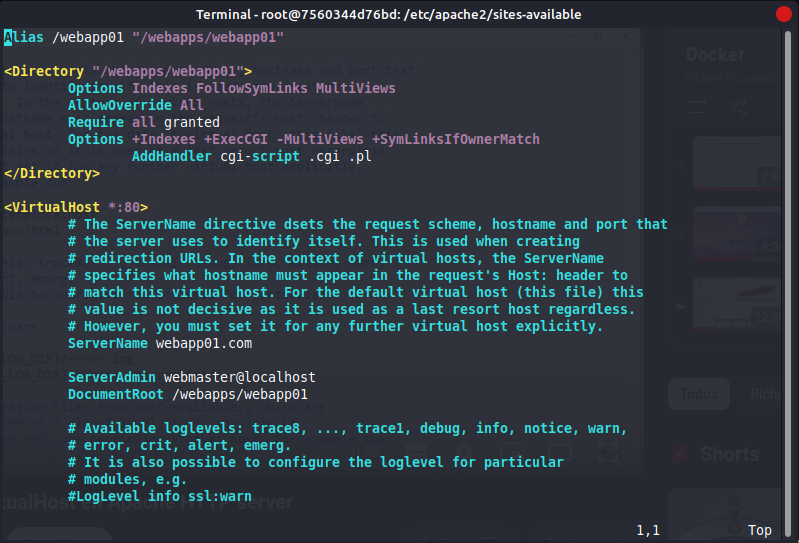 Terminal - root@7560344d76bd: /etc/apache2/sites-available
Alias /webapp01 "/webapps/webapp01"
<Directory "/webapps/webapp01">
Options Indexes FollowSymLinks MultiViews
AllowOverride All
Require all granted
Options +Indexes +ExecCGI -MultiViews +SymLinksIfOwnerMatch
AddHandler cgi-script .cgi .pl
</Directory>
<VirtualHost *:80>
# The ServerName directive dsets the request scheme, hostname and port that
# the server uses to identify itself. This is used when creating
# redirection URLs. In the context of virtual hosts, the ServerName
# specifies what hostname must appear in the request's Host: header to
# match this virtual host. For the default virtual host (this file) this
# value is not decisive as it is used as a last resort host regardless.
# However, you must set it for any further virtual host explicitly.
ServerName webapp01.com
ServerAdmin webmaster@localhost
DocumentRoot /webapps/webapp01
# Available loglevels: trace8, ..., trace1, debug, info, notice, warn,
# error, crit, alert, emerg.
# It is also possible to configure the loglevel for particular
# modules, e.g.
#LogLevel info ssl:warn
1,1 Top
Docker
Todos
Shorts